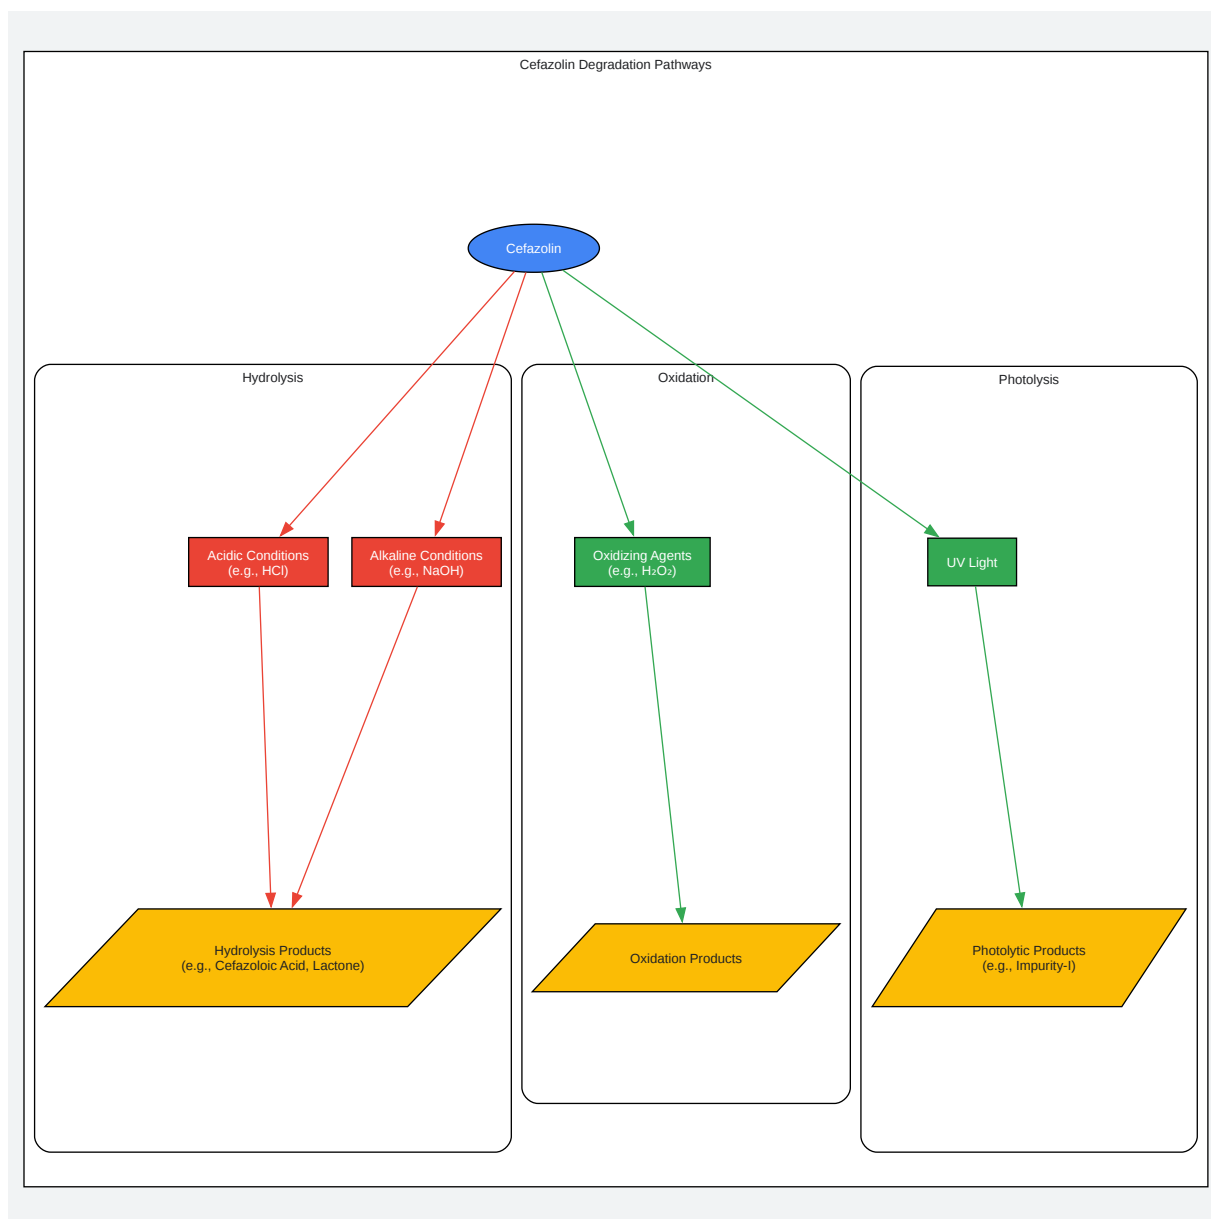 Cefazolin Degradation Pathways
Cefazolin
Hydrolysis
Oxidation
Photolysis
Acidic Conditions
(e.g., HCl)
Alkaline Conditions
(e.g., NaOH)
Oxidizing Agents
(e.g., H₂O₂)
UV Light
Hydrolysis Products
(e.g., Cefazoloic Acid, Lactone)
Oxidation Products
Photolytic Products
(e.g., Impurity-I)